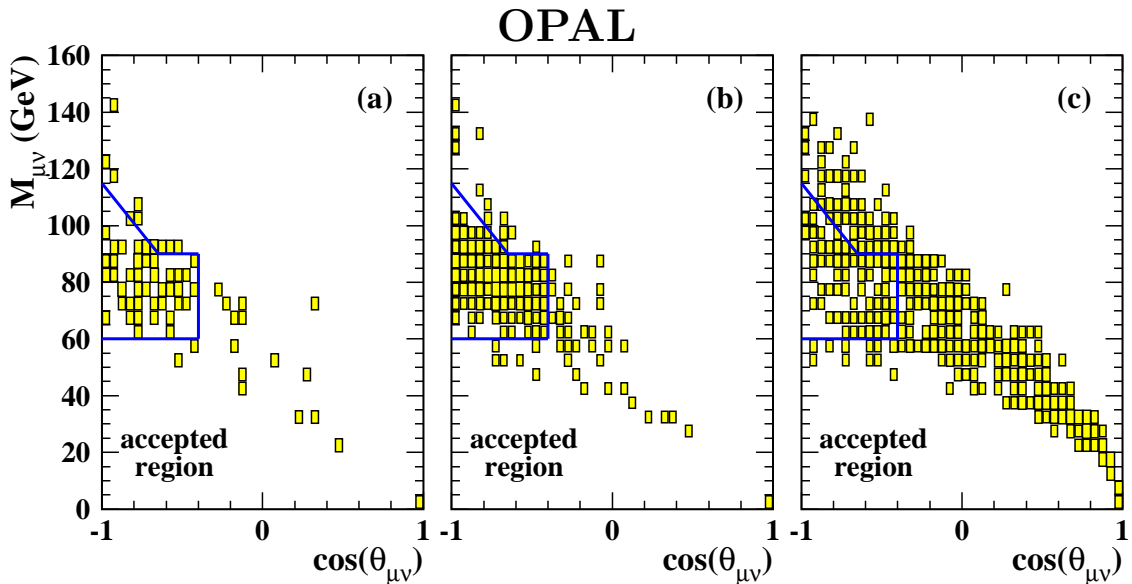 OPAL
M_μν (GeV)
160
140
120
100
80
60
40
20
0
(a)
(b)
(c)
accepted
region
accepted
region
accepted
region
-1 0 1
-1 0 1
-1 0 1
cos(θ_μν)
cos(θ_μν)
cos(θ_μν)